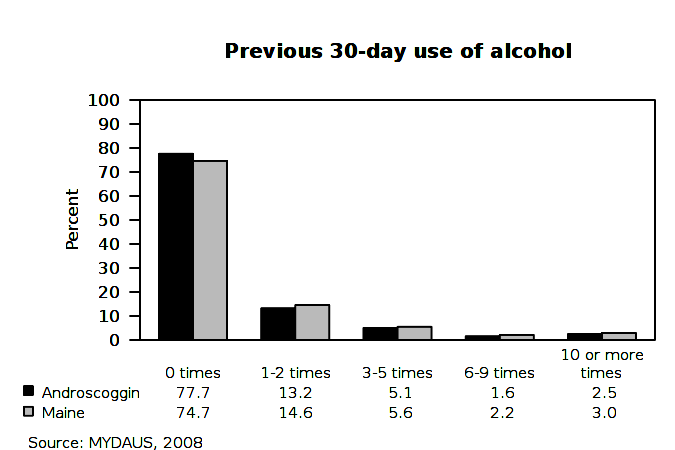 Previous 30-day use of alcohol
Percent
100
90
80
70
60
50
40
30
20
10
0
0 times 1-2 times 3-5 times 6-9 times 10 or more times
Androscoggin 77.7 13.2 5.1 1.6 2.5
Maine 74.7 14.6 5.6 2.2 3.0
Source: MYDAUS, 2008